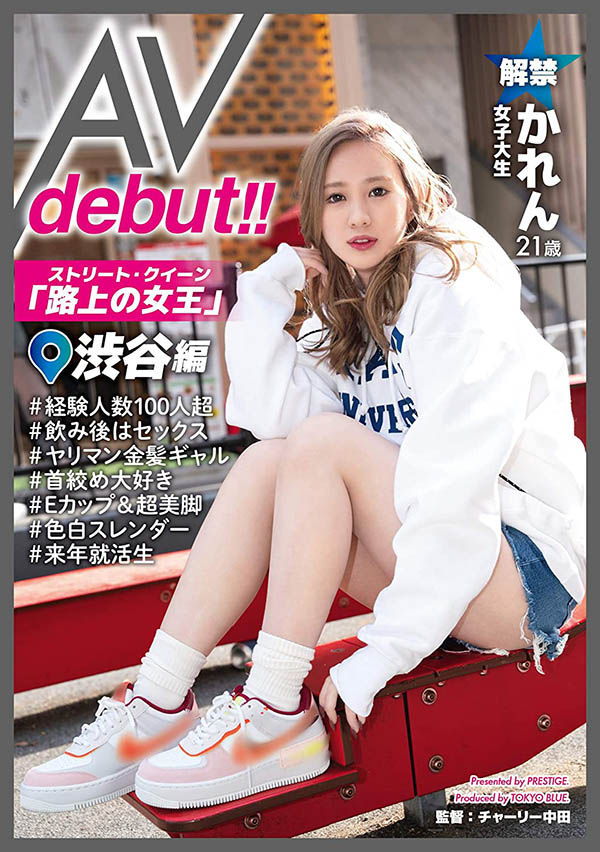 AV
debut!!
解禁
かれん
女子大生
21歳
ストリート・クイーン
「路上の女王」
渋谷編
#経験人数100人超
#飲み後はセックス
#ヤリマン金髪ギャル
#首絞め大好き
#Eカップ&超美脚
#色白スレンダー
#来年就活生
Presented by PRESTIGE.
Produced by TOKYO BLUE.
監督：チャーリー中田